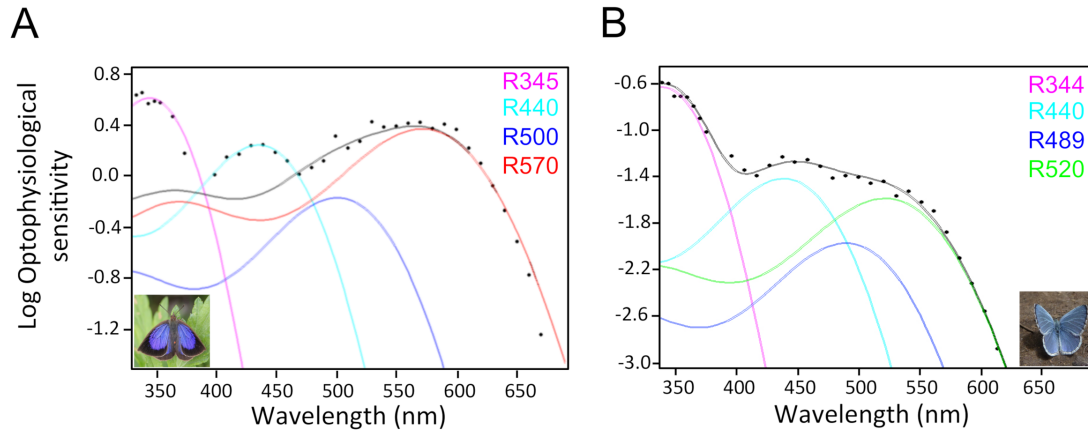 A
Log Optophysiological
sensitivity
0.8
0.4
0.0
-0.4
-0.8
-1.2
R345
R440
R500
R570
350 400 450 500 550 600 650
Wavelength (nm)
B
-0.6
-1.0
-1.4
-1.8
-2.2
-2.6
-3.0
R344
R440
R489
R520
350 400 450 500 550 600 650
Wavelength (nm)